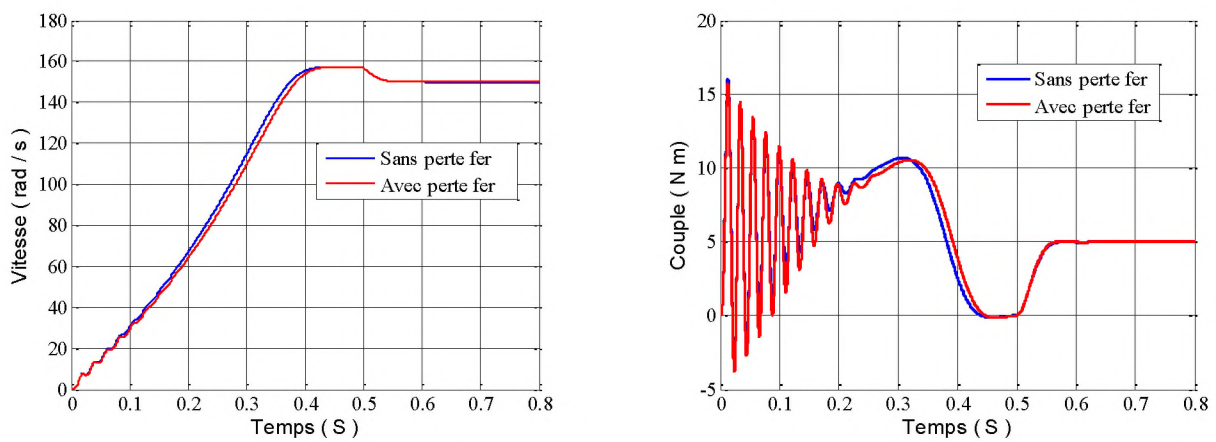 180
160
140
120
100
80
60
40
20
0
Vitesse ( rad / s )
Sans perte fer
Avec perte fer
0 0.1 0.2 0.3 0.4 0.5 0.6 0.7 0.8
Temps ( S )
20
15
10
5
0
-5
Couple ( N m )
Sans perte fer
Avec perte fer
0 0.1 0.2 0.3 0.4 0.5 0.6 0.7 0.8
Temps ( S )